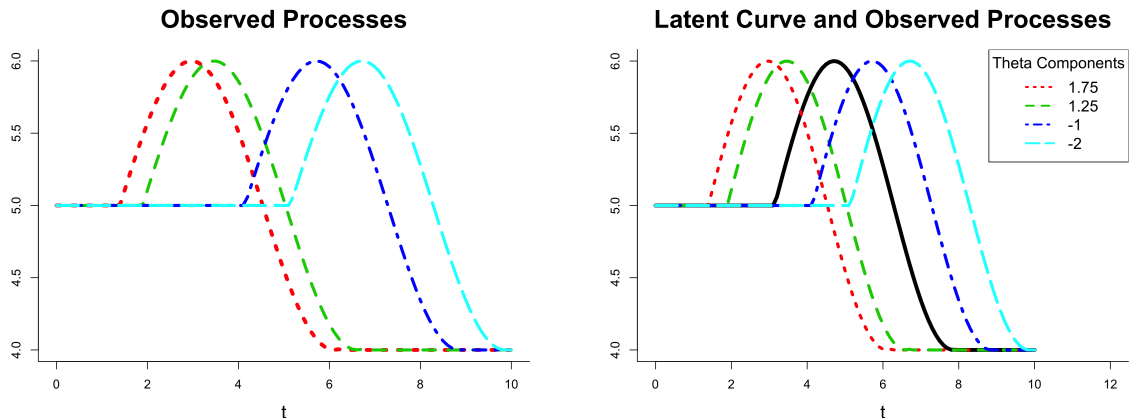 Observed Processes
6.0
5.5
5.0
4.5
4.0
0 2 4 6 8 10
t
Latent Curve and Observed Processes
6.0
5.5
5.0
4.5
4.0
0 2 4 6 8 10 12
t
Theta Components
1.75
1.25
-1
-2